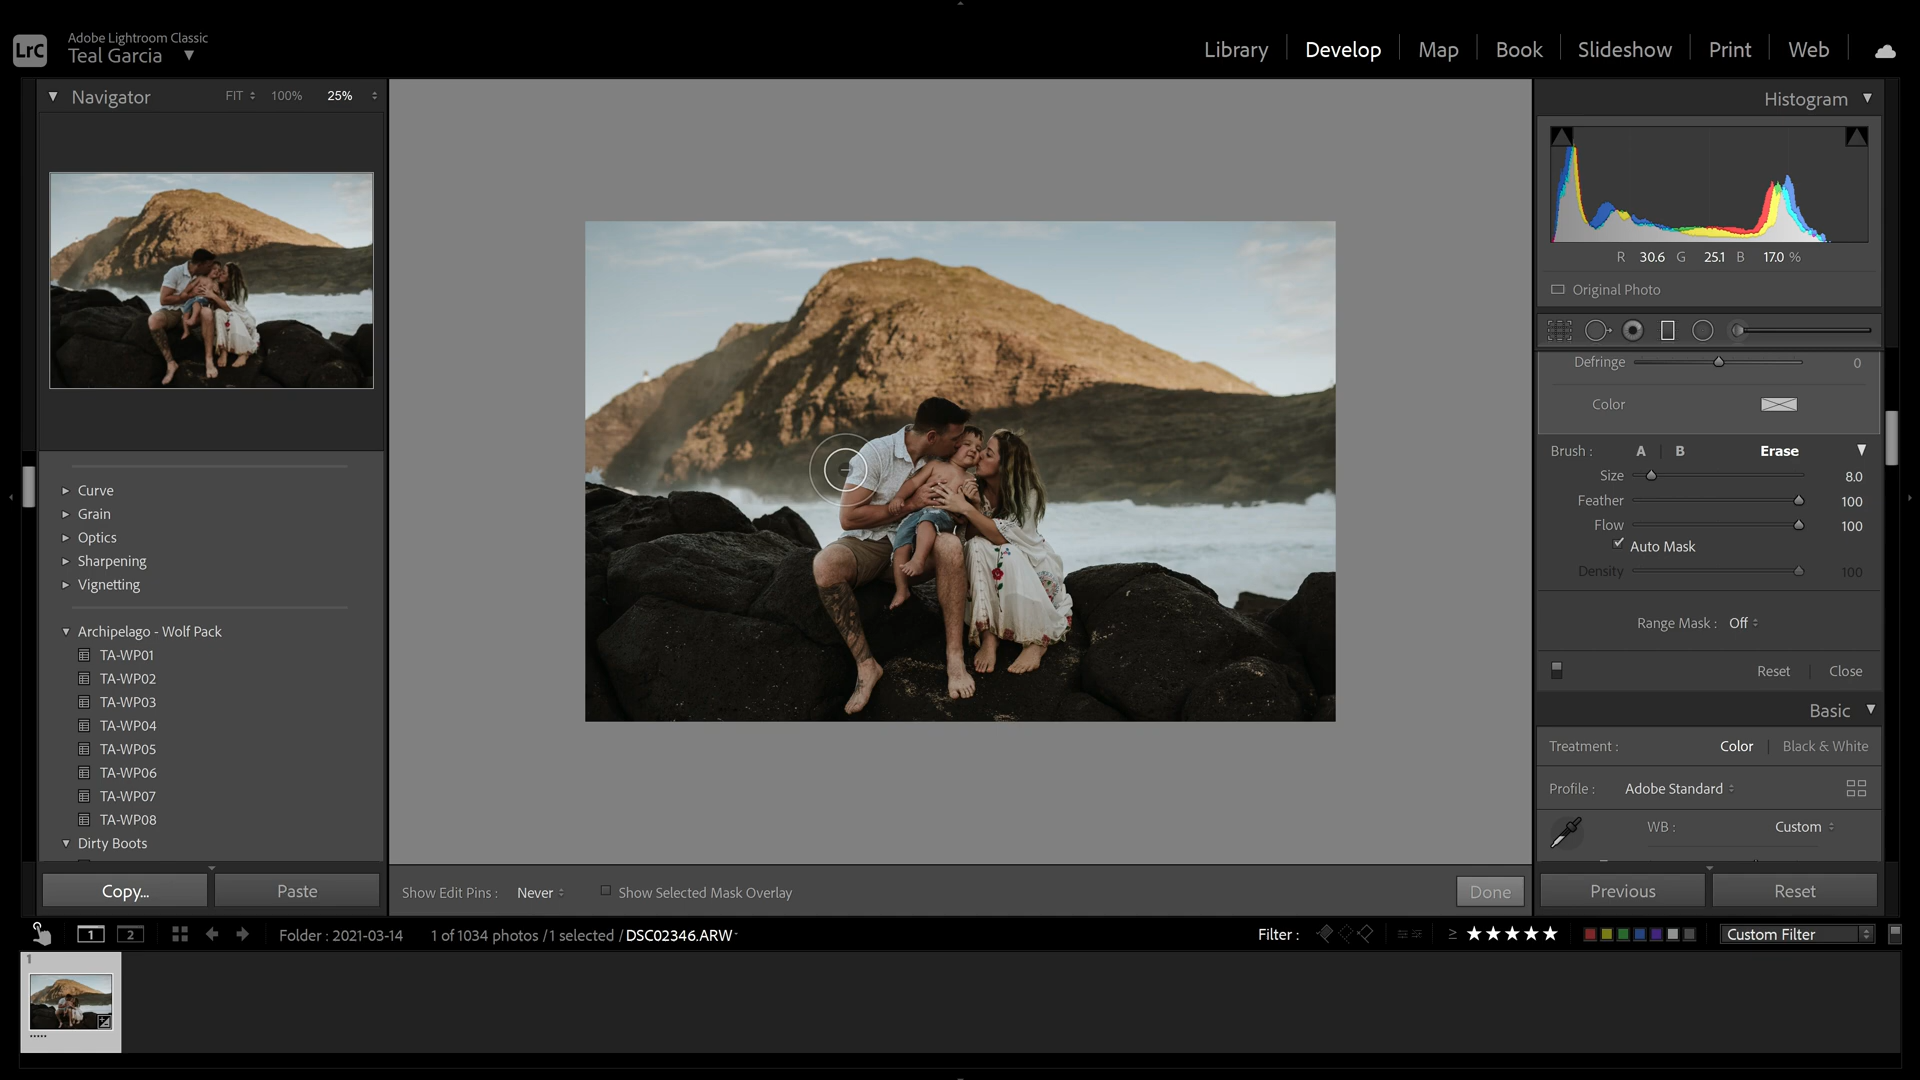 LrC
Adobe Lightroom Classic
Teal Garcia
Library
Develop
Map
Book
Slideshow
Print
Web
Navigator
FIT
100%
25%
Curve
Grain
Optics
Sharpening
Vignetting
Archipelago - Wolf Pack
TA-WP01
TA-WP02
TA-WP03
TA-WP04
TA-WP05
TA-WP06
TA-WP07
TA-WP08
Dirty Boots
Copy...
Paste
Show Edit Pins : Never
Show Selected Mask Overlay
Done
Histogram
R 30.6 G 25.1 B 17.0 %
Original Photo
Defringe 0
Color
Brush : A B Erase
Size 8.0
Feather 100
Flow 100
Auto Mask
Density 100
Range Mask : Off
Reset
Close
Basic
Treatment : Color Black & White
Profile : Adobe Standard
WB : Custom
Previous
Reset
1
2
Folder : 2021-03-14
1 of 1034 photos /1 selected / DSC02346.ARW
Filter :
≥ ★★★★★
Custom Filter
1